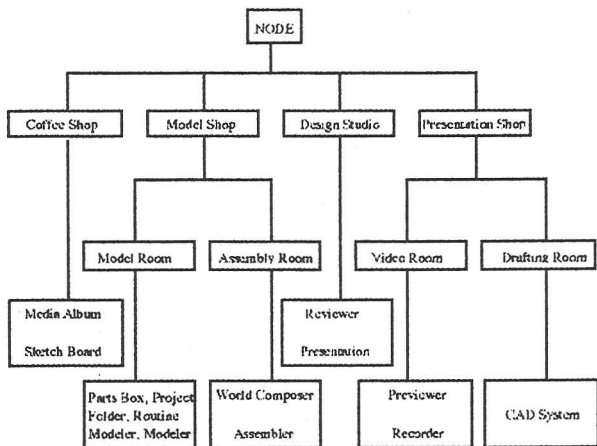 NODE
Coffee Shop
Model Shop
Design Studio
Presentation Shop
Model Room
Assembly Room
Video Room
Drafting Room
Media Album
Sketch Board
Reviewer
Presentation
Parts Box, Project
Folder, Routine
Modeler, Modeler
World Composer
Assembler
Previewer
Recorder
CAD System